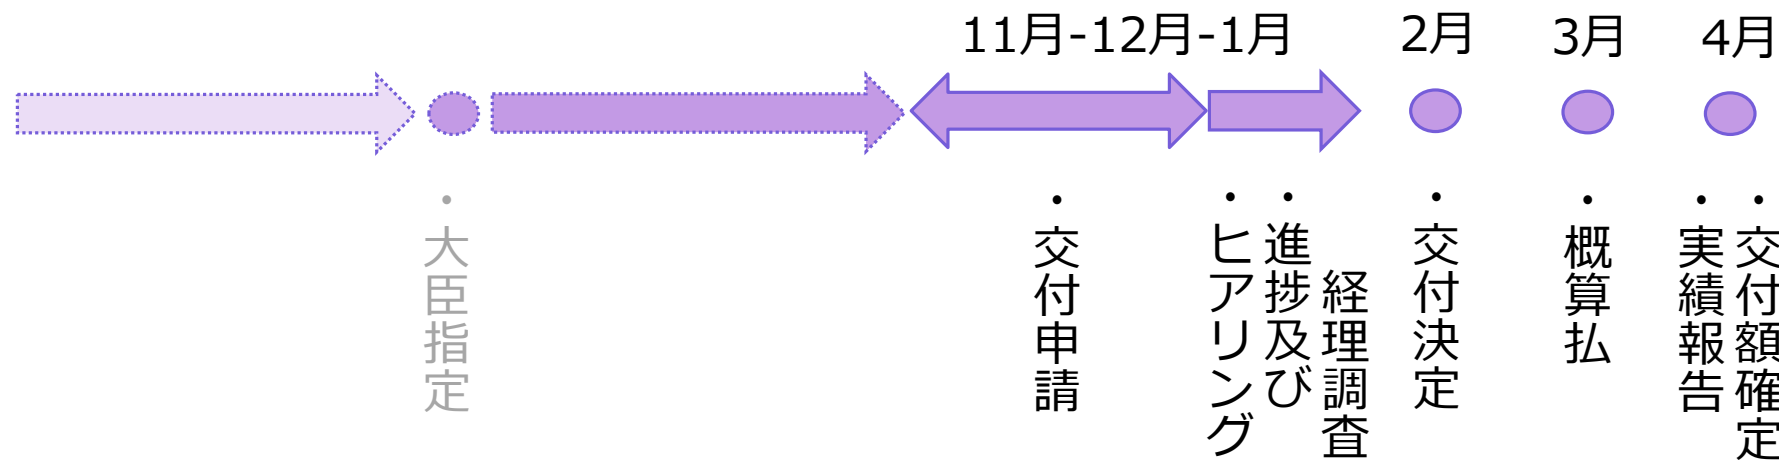 11月-12月-1月
2月
3月
4月
・大臣指定
・交付申請
・ヒアリング
・進捗及び
経理調査
・交付決定
・概算払
・実績報告
・交付額確定